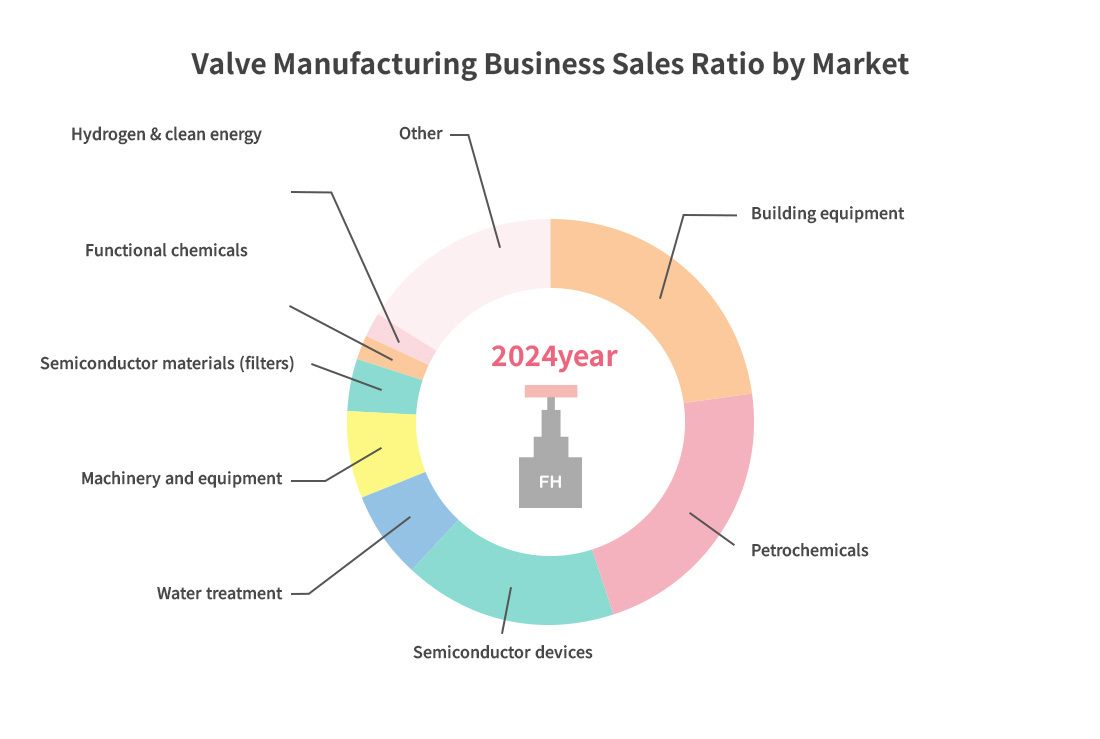 Valve Manufacturing Business Sales Ratio by Market
Hydrogen & clean energy
Other
Building equipment
Functional chemicals
2024year
Semiconductor materials (filters)
Machinery and equipment
FH
Petrochemicals
Water treatment
Semiconductor devices